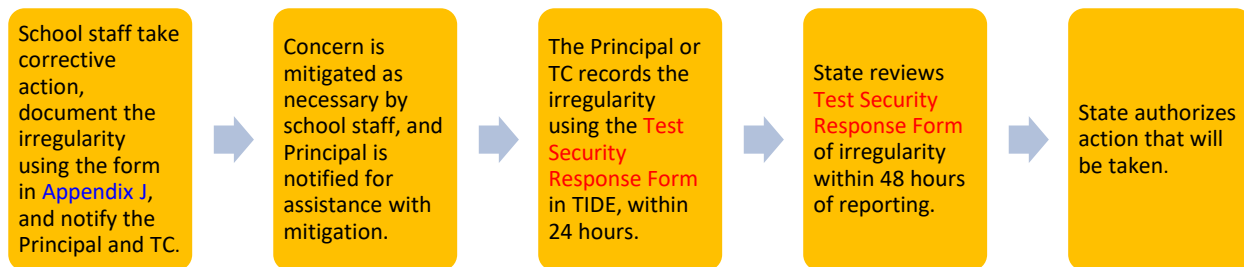 School staff take
corrective
action,
document the
irregularity
using the form
in Appendix J,
and notify the
Principal and TC.
Concern is
mitigated as
necessary by
school staff, and
Principal is
notified for
assistance with
mitigation.
The Principal or
TC records the
irregularity
using the Test
Security
Response Form
in TIDE, within
24 hours.
State reviews
Test Security
Response Form
of irregularity
within 48 hours
of reporting.
State authorizes
action that will
be taken.